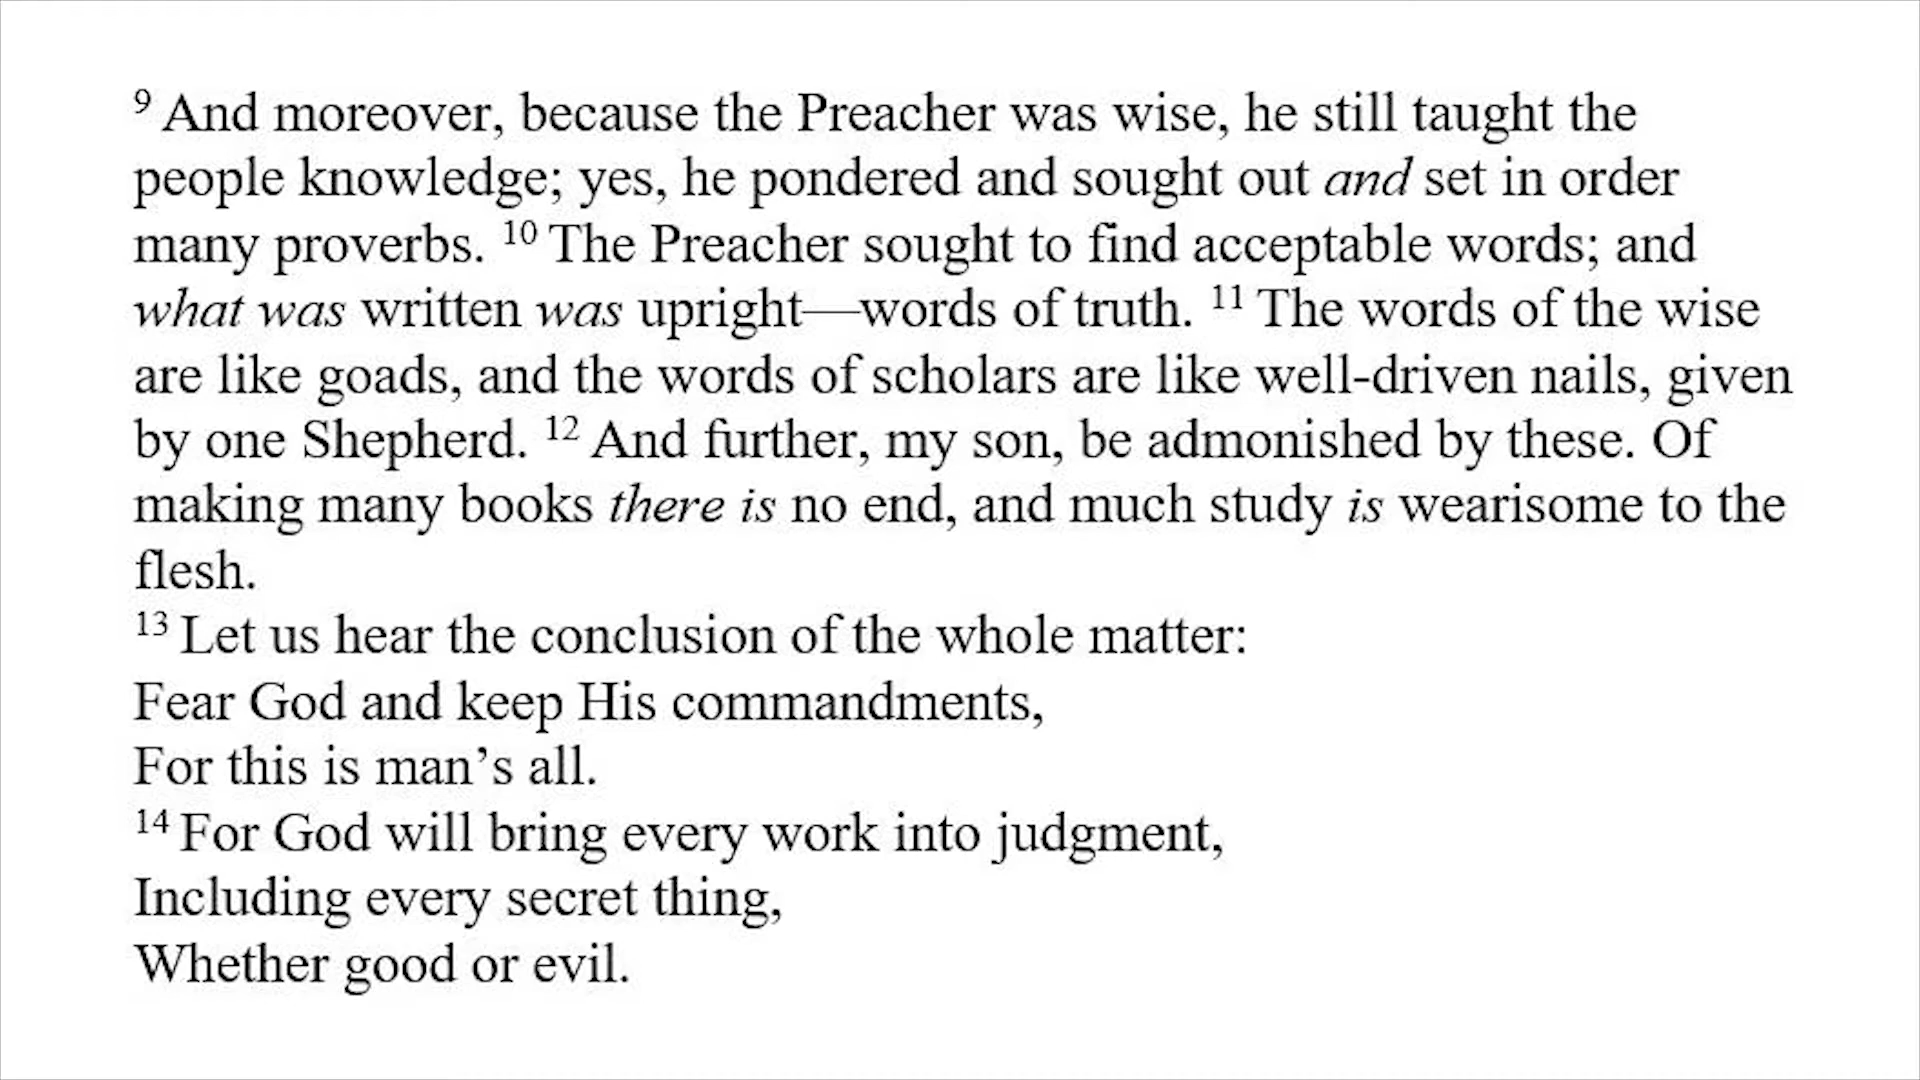 9 And moreover, because the Preacher was wise, he still taught the
people knowledge; yes, he pondered and sought out and set in order
many proverbs. 10 The Preacher sought to find acceptable words; and
what was written was upright—words of truth. 11 The words of the wise
are like goads, and the words of scholars are like well-driven nails, given
by one Shepherd. 12 And further, my son, be admonished by these. Of
making many books there is no end, and much study is wearisome to the
flesh.
13 Let us hear the conclusion of the whole matter:
Fear God and keep His commandments,
For this is man’s all.
14 For God will bring every work into judgment,
Including every secret thing,
Whether good or evil.